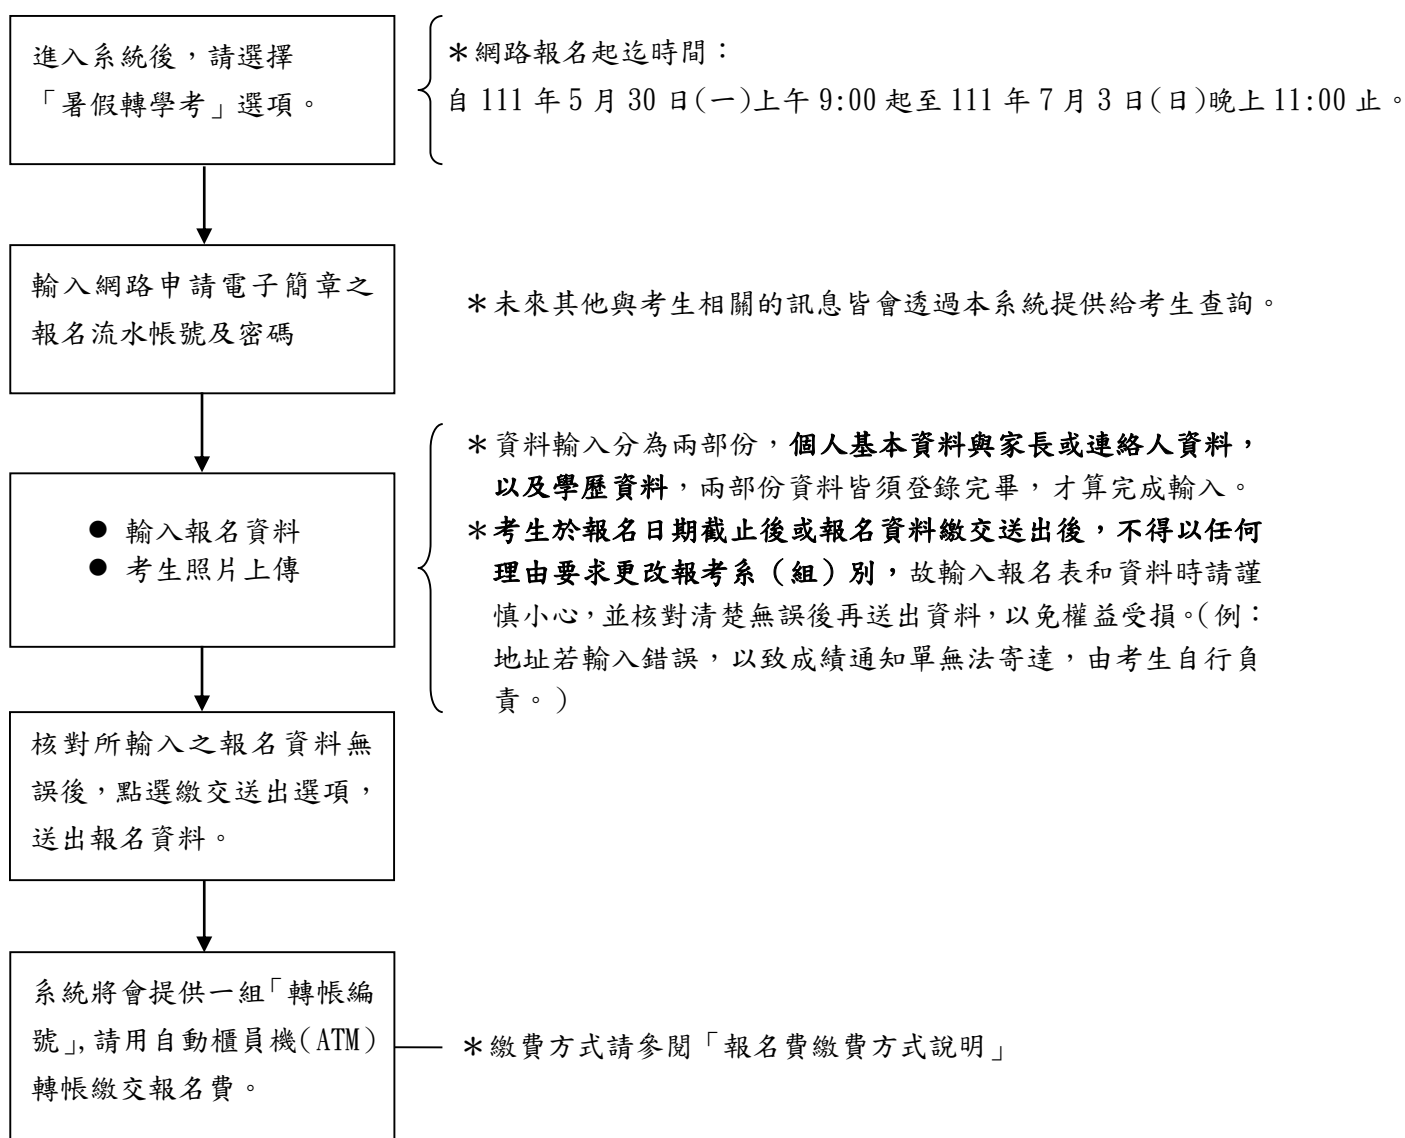 進入系統後，請選擇
「暑假轉學考」選項。
＊網路報名起迄時間：
自 111 年 5 月 30 日(一)上午 9:00 起至 111 年 7 月 3 日(日)晚上 11:00 止。
輸入網路申請電子簡章之
報名流水帳號及密碼
＊未來其他與考生相關的訊息皆會透過本系統提供給考生查詢。
● 輸入報名資料
● 考生照片上傳
＊資料輸入分為兩部份，個人基本資料與家長或連絡人資料，
以及學歷資料，兩部份資料皆須登錄完畢，才算完成輸入。
＊考生於報名日期截止後或報名資料繳交送出後，不得以任何
理由要求更改報考系（組）別，故輸入報名表和資料時請謹
慎小心，並核對清楚無誤後再送出資料，以免權益受損。(例：
地址若輸入錯誤，以致成績通知單無法寄達，由考生自行負
責。)
核對所輸入之報名資料無
誤後，點選繳交送出選項，
送出報名資料。
系統將會提供一組「轉帳編
號」，請用自動櫃員機(ATM)
轉帳繳交報名費。
＊繳費方式請參閱「報名費繳費方式說明」